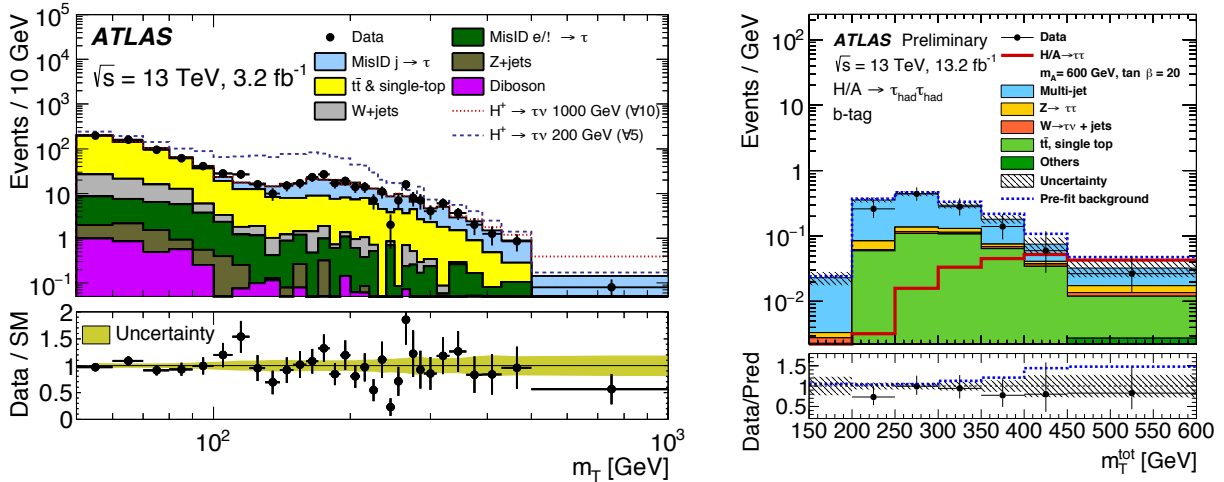 ATLAS
√s = 13 TeV, 3.2 fb⁻¹
Data
MisID j → τ
tt̄ & single-top
W+jets
MisID e/! → τ
Z+jets
Diboson
H⁺ → τν 1000 GeV (∀10)
H⁺ → τν 200 GeV (∀5)
Events / 10 GeV
10⁵
10⁴
10³
10²
10
1
10⁻¹
Data / SM
2
1.5
1
0.5
0
Uncertainty
10²
10³
m_T [GeV]
ATLAS Preliminary
√s = 13 TeV, 13.2 fb⁻¹
H/A → τ_had τ_had
b-tag
Data
H/A→ττ
m_A = 600 GeV, tan β = 20
Multi-jet
Z→ ττ
W→τν + jets
tt̄, single top
Others
Uncertainty
Pre-fit background
Events / GeV
10²
10
1
10⁻¹
10⁻²
Data/Pred
1.5
1
0.5
150 200 250 300 350 400 450 500 550 600
m_T^tot [GeV]